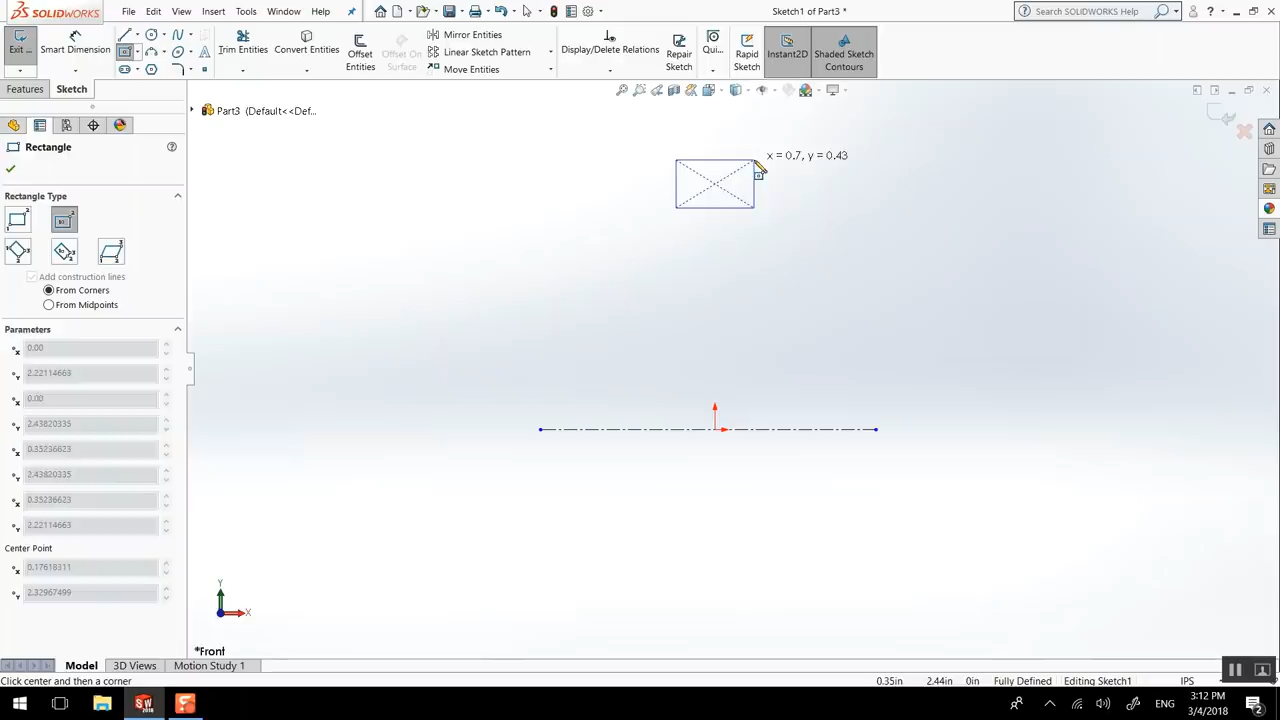 SOLIDWORKS
File Edit View Insert Tools Window Help
Sketch1 of Part3 *
Search SOLIDWORKS Help
Exit ...
Smart Dimension
Trim Entities
Convert Entities
Offset Entities
Offset On Surface
Mirror Entities
Linear Sketch Pattern
Move Entities
Display/Delete Relations
Repair Sketch
Qui...
Rapid Sketch
Instant2D
Shaded Sketch Contours
Features Sketch
Part3 (Default<<Def...
Rectangle
Rectangle Type
Add construction lines
From Corners
From Midpoints
Parameters
0.00
2.22114663
0.00
2.43820335
0.35236623
2.43820335
0.35236623
2.22114663
Center Point
0.17618311
2.32967499
x = 0.7, y = 0.43
Y
X
*Front
Model 3D Views Motion Study 1
Click center and then a corner
0.35in 2.44in 0in Fully Defined Editing Sketch1 IPS
ENG
3:12 PM
3/4/2018